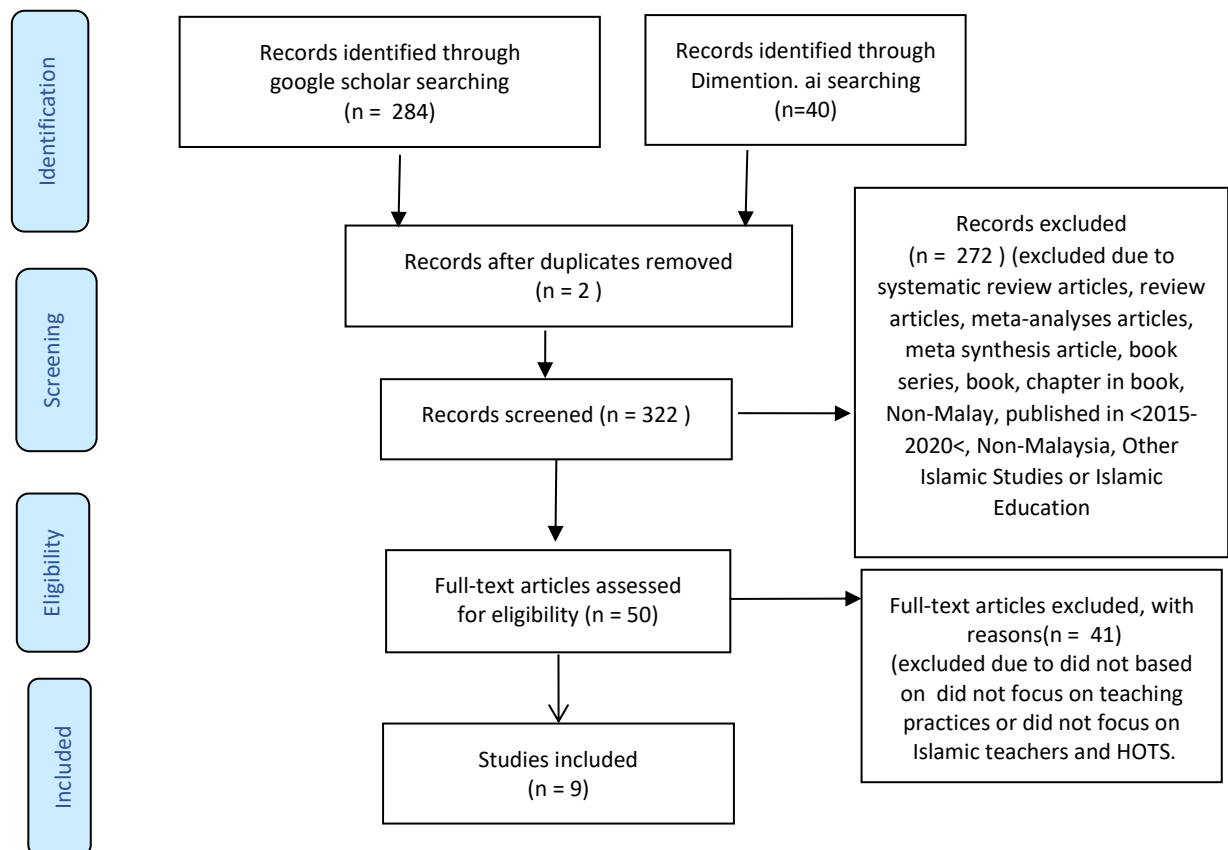 Identification
Records identified through
google scholar searching
(n = 284)
Records identified through
Dimention. ai searching
(n=40)
Records after duplicates removed
(n = 2 )
Screening
Records screened (n = 322 )
Records excluded
(n = 272 ) (excluded due to
systematic review articles, review
articles, meta-analyses articles,
meta synthesis article, book
series, book, chapter in book,
Non-Malay, published in <2015-
2020<, Non-Malaysia, Other
Islamic Studies or Islamic
Education
Eligibility
Full-text articles assessed
for eligibility (n = 50)
Full-text articles excluded, with
reasons(n = 41)
(excluded due to did not based
on did not focus on teaching
practices or did not focus on
Islamic teachers and HOTS.
Included
Studies included
(n = 9)